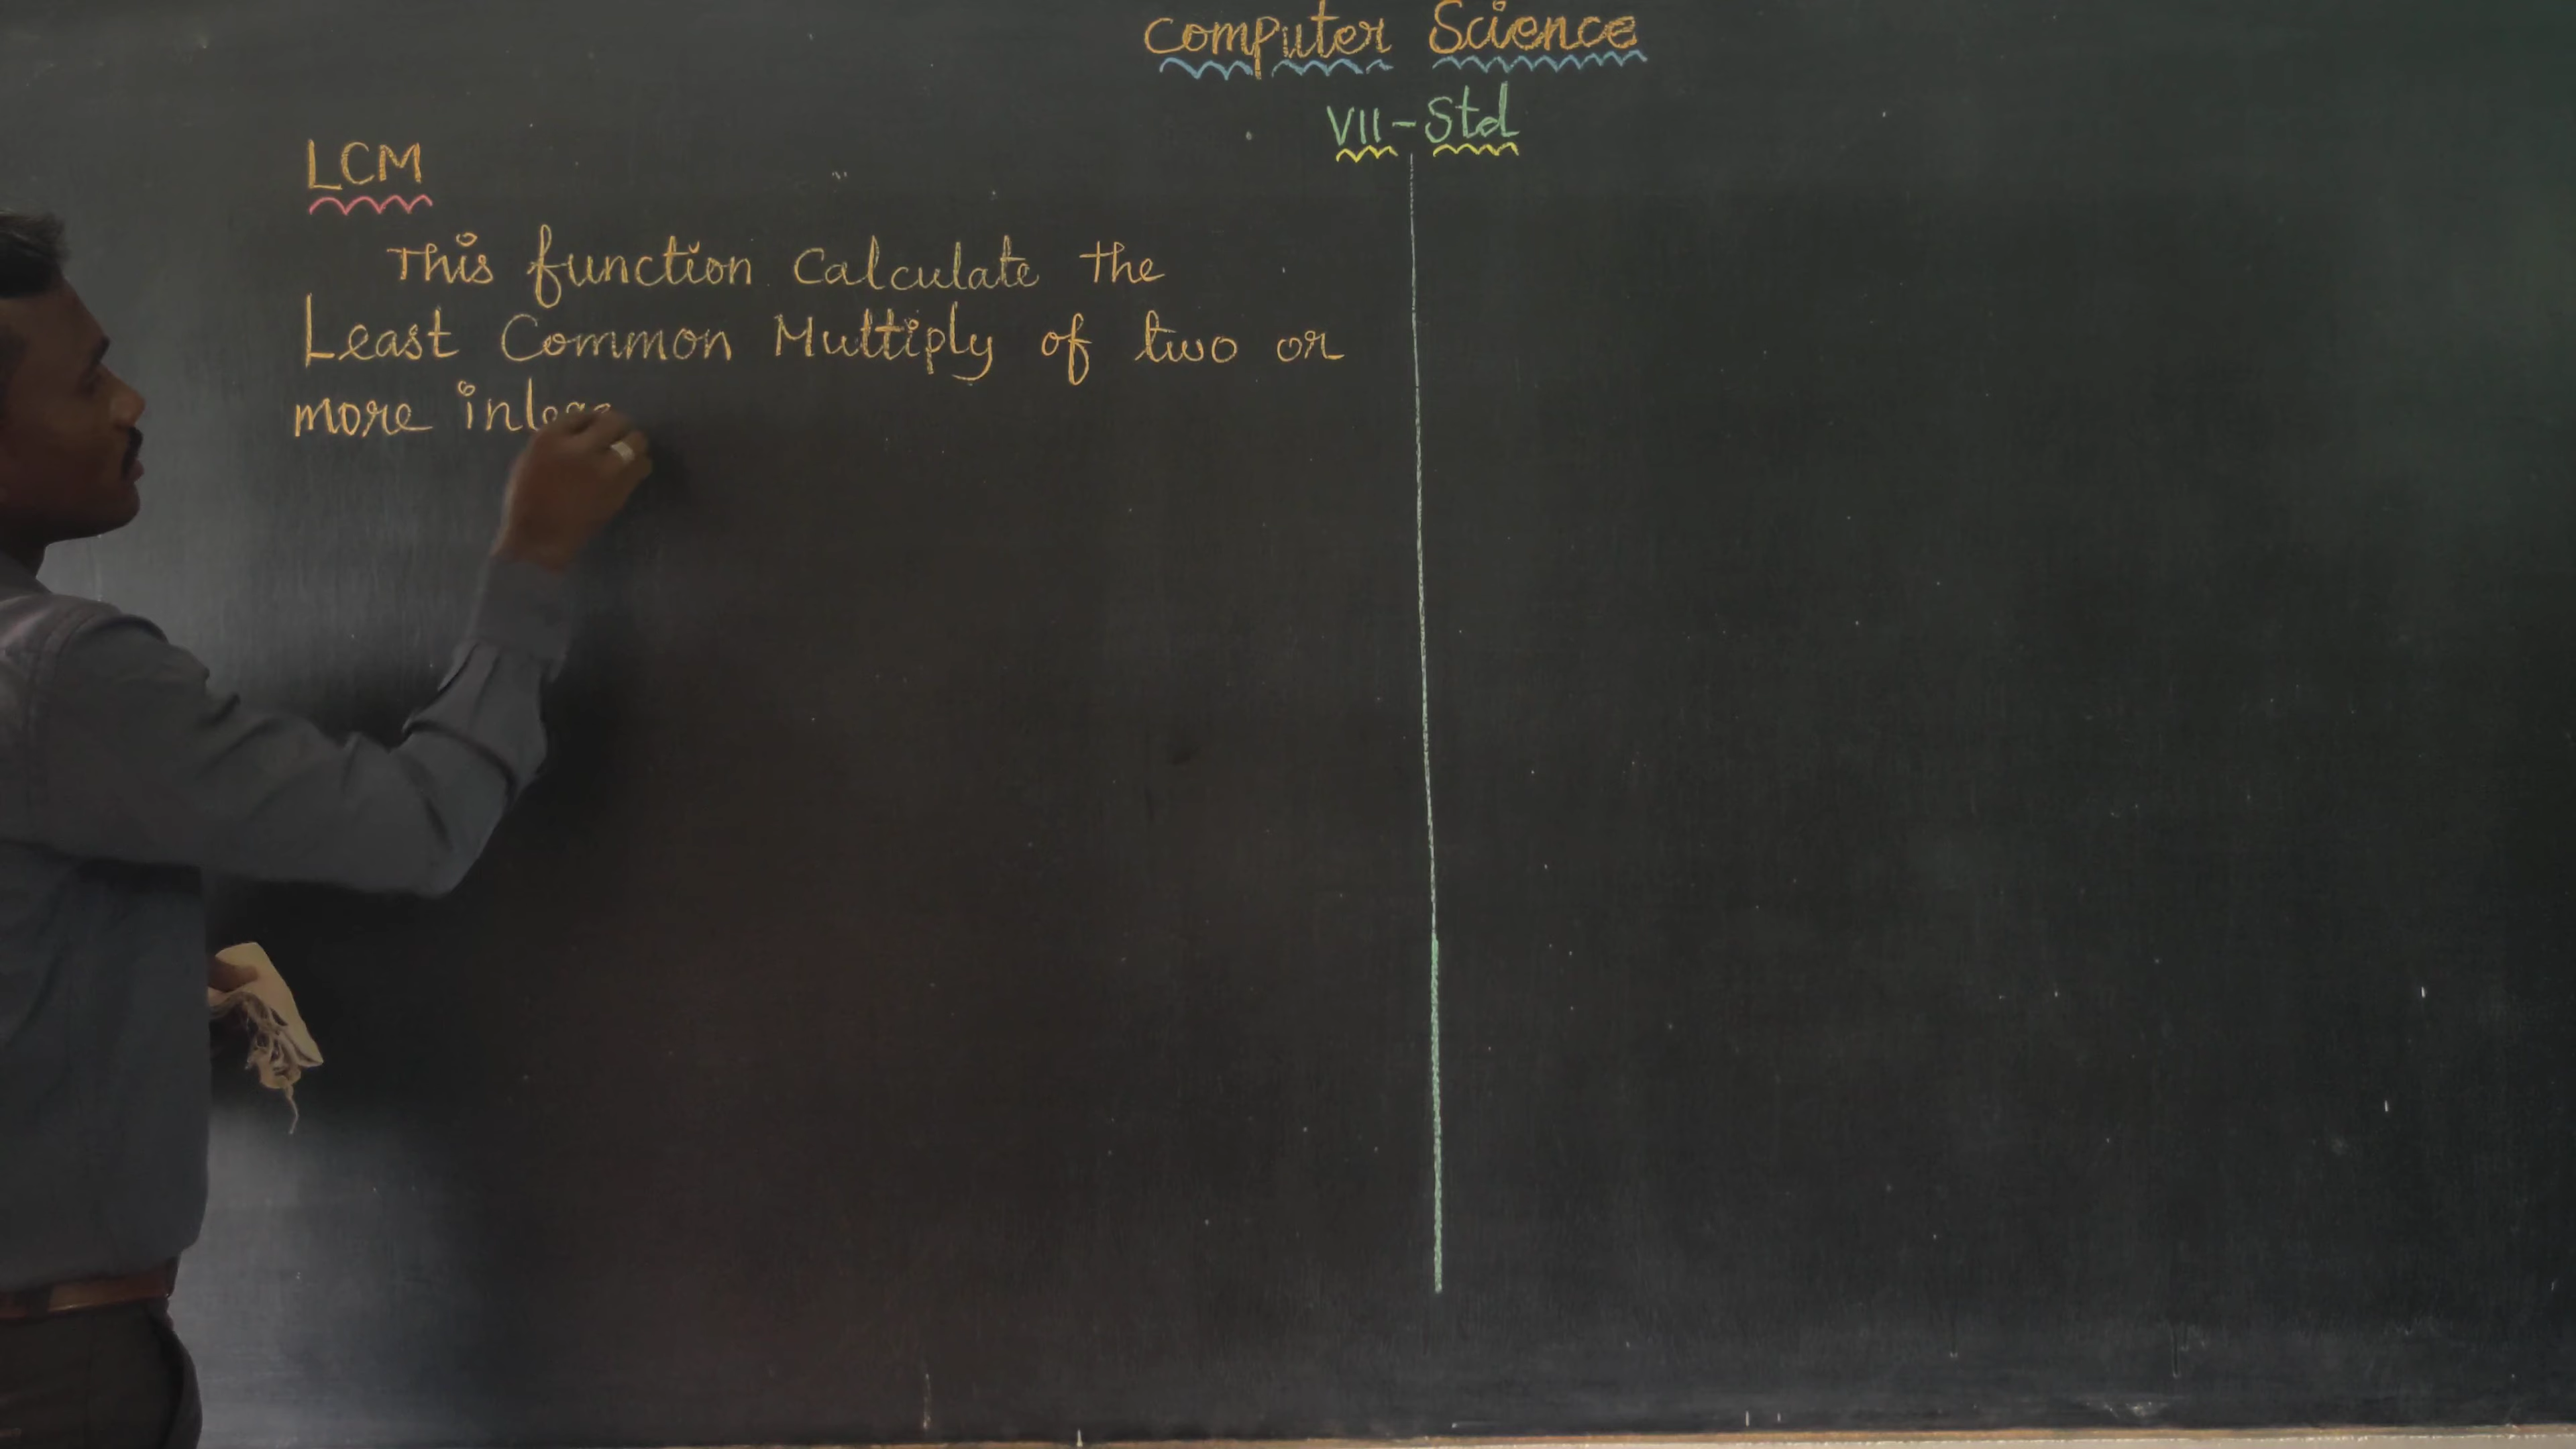 Computer Science
VII - Std
LCM
This function Calculate the
Least Common Multiply of two or
more